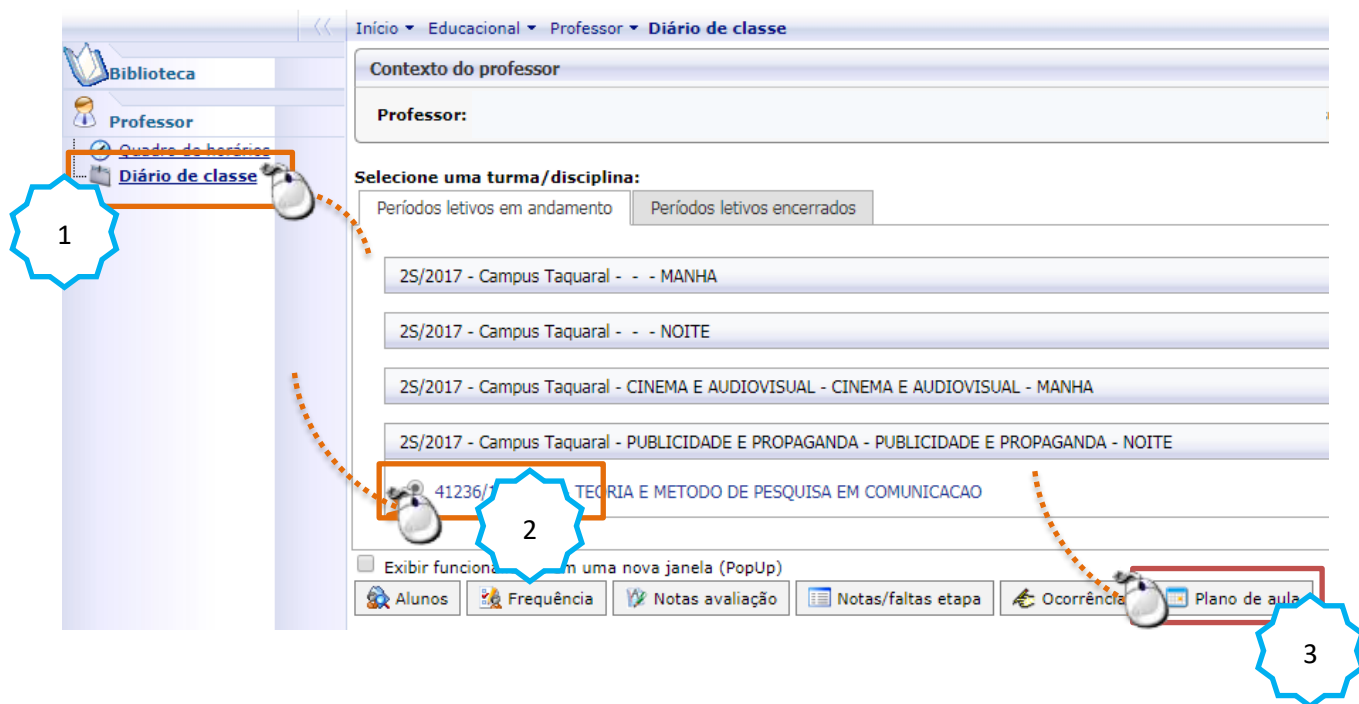 Início Educacional Professor Diário de classe
Biblioteca
Contexto do professor
Professor
Professor:
Quadro de horários
Diário de classe
1
Selecione uma turma/disciplina:
Períodos letivos em andamento Períodos letivos encerrados
2S/2017 - Campus Taquaral - - - MANHA
2S/2017 - Campus Taquaral - - - NOITE
2S/2017 - Campus Taquaral - CINEMA E AUDIOVISUAL - CINEMA E AUDIOVISUAL - MANHA
2S/2017 - Campus Taquaral - PUBLICIDADE E PROPAGANDA - PUBLICIDADE E PROPAGANDA - NOITE
41236/ TEORIA E METODO DE PESQUISA EM COMUNICACAO
2
Exibir uma nova janela (PopUp)
Alunos Frequência Notas avaliação Notas/faltas etapa Ocorrência Plano de aula
3